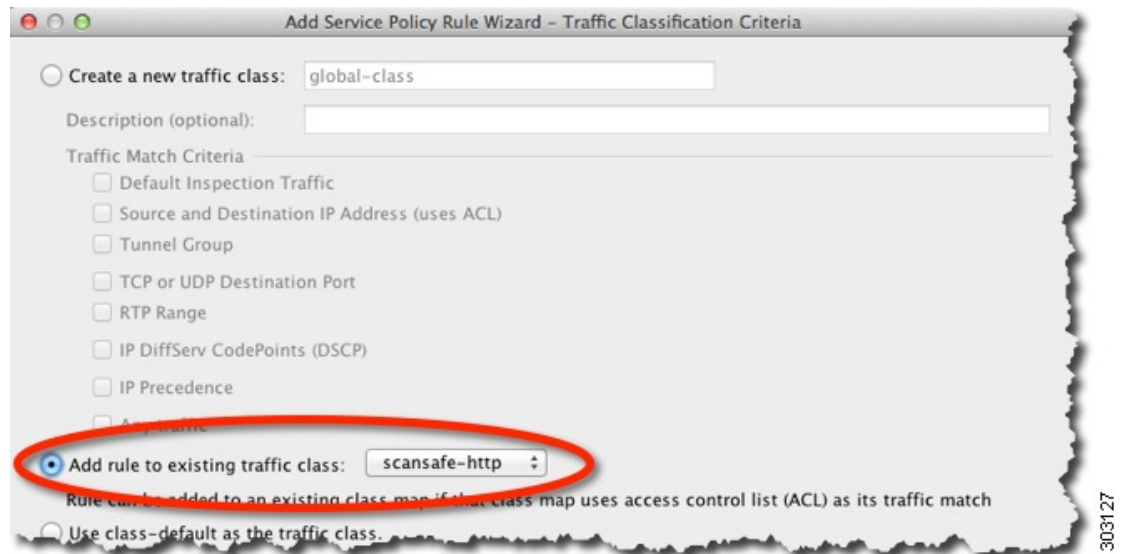 Add Service Policy Rule Wizard – Traffic Classification Criteria
Create a new traffic class: global-class
Description (optional):
Traffic Match Criteria
Default Inspection Traffic
Source and Destination IP Address (uses ACL)
Tunnel Group
TCP or UDP Destination Port
RTP Range
IP DiffServ CodePoints (DSCP)
IP Precedence
Any traffic
Add rule to existing traffic class: scansafe-http
Rule can be added to an existing class map if that class map uses access control list (ACL) as its traffic match
Use class-default as the traffic class.
303127